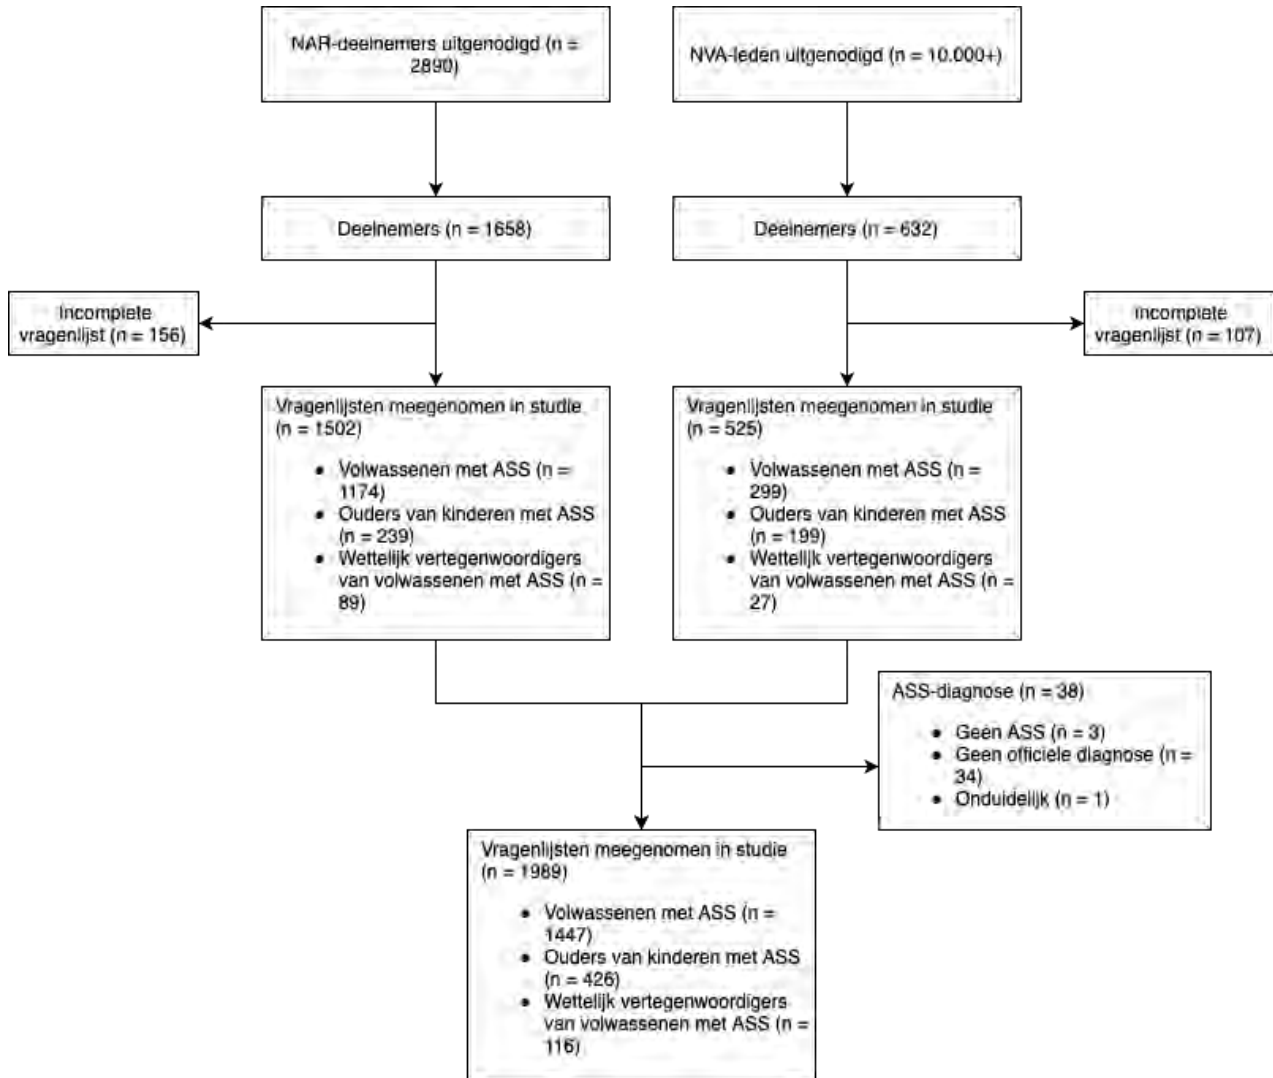 NAR-deelnemers uitgenodigd (n =
2890)
NVA-leden uitgenodigd (n = 10.000+)
Deelnemers (n = 1658)
Deelnemers (n = 632)
Incomplete
vragenlijst (n = 156)
Incomplete
vragenlijst (n = 107)
Vragenlijsten meegenomen in studie
(n = 1502)
• Volwassenen met ASS (n =
1174)
• Ouders van kinderen met ASS
(n = 239)
• Wettelijk vertegenwoordigers
van volwassenen met ASS (n =
89)
Vragenlijsten meegenomen in studie
(n = 525)
• Volwassenen met ASS (n =
299)
• Ouders van kinderen met ASS
(n = 199)
• Wettelijk vertegenwoordigers
van volwassenen met ASS (n =
27)
ASS-diagnose (n = 38)
• Geen ASS (n = 3)
• Geen officiele diagnose (n =
34)
• Onduidelijk (n = 1)
Vragenlijsten meegenomen in studie
(n = 1989)
• Volwassenen met ASS (n =
1447)
• Ouders van kinderen met ASS
(n = 426)
• Wettelijk vertegenwoordigers
van volwassenen met ASS (n =
116)